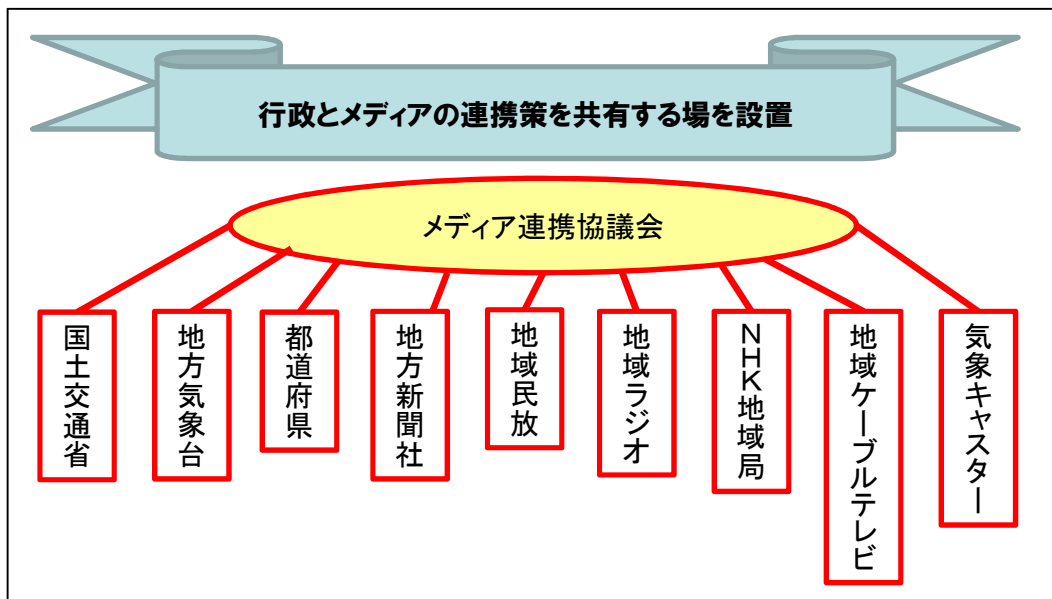 行政とメディアの連携策を共有する場を設置
メディア連携協議会
国土交通省
地方気象台
都道府県
地方新聞社
地域民放
地域ラジオ
ＮＨＫ地域局
地域ケーブルテレビ
気象キャスター